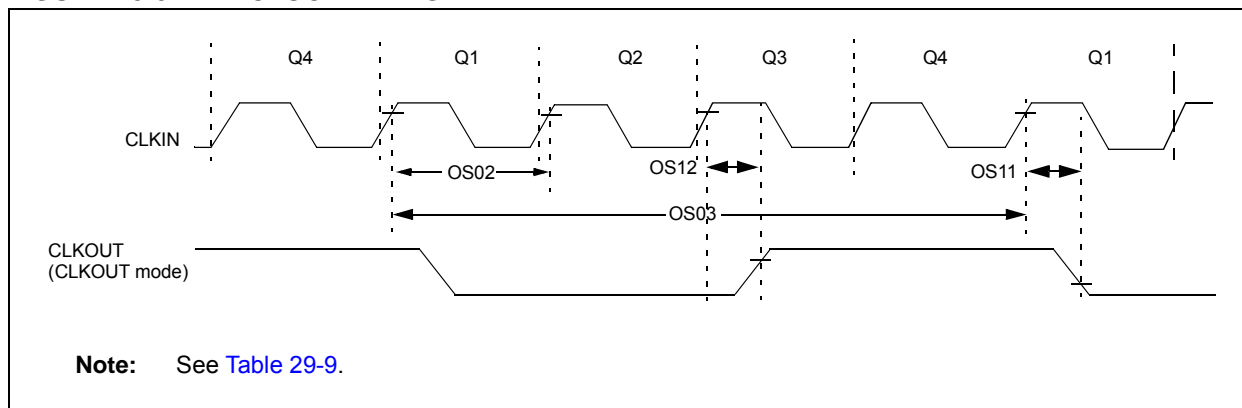 Q4 Q1 Q2 Q3 Q4 Q1
CLKIN
OS02
OS12
OS11
OS03
CLKOUT
(CLKOUT mode)
Note: See Table 29-9.